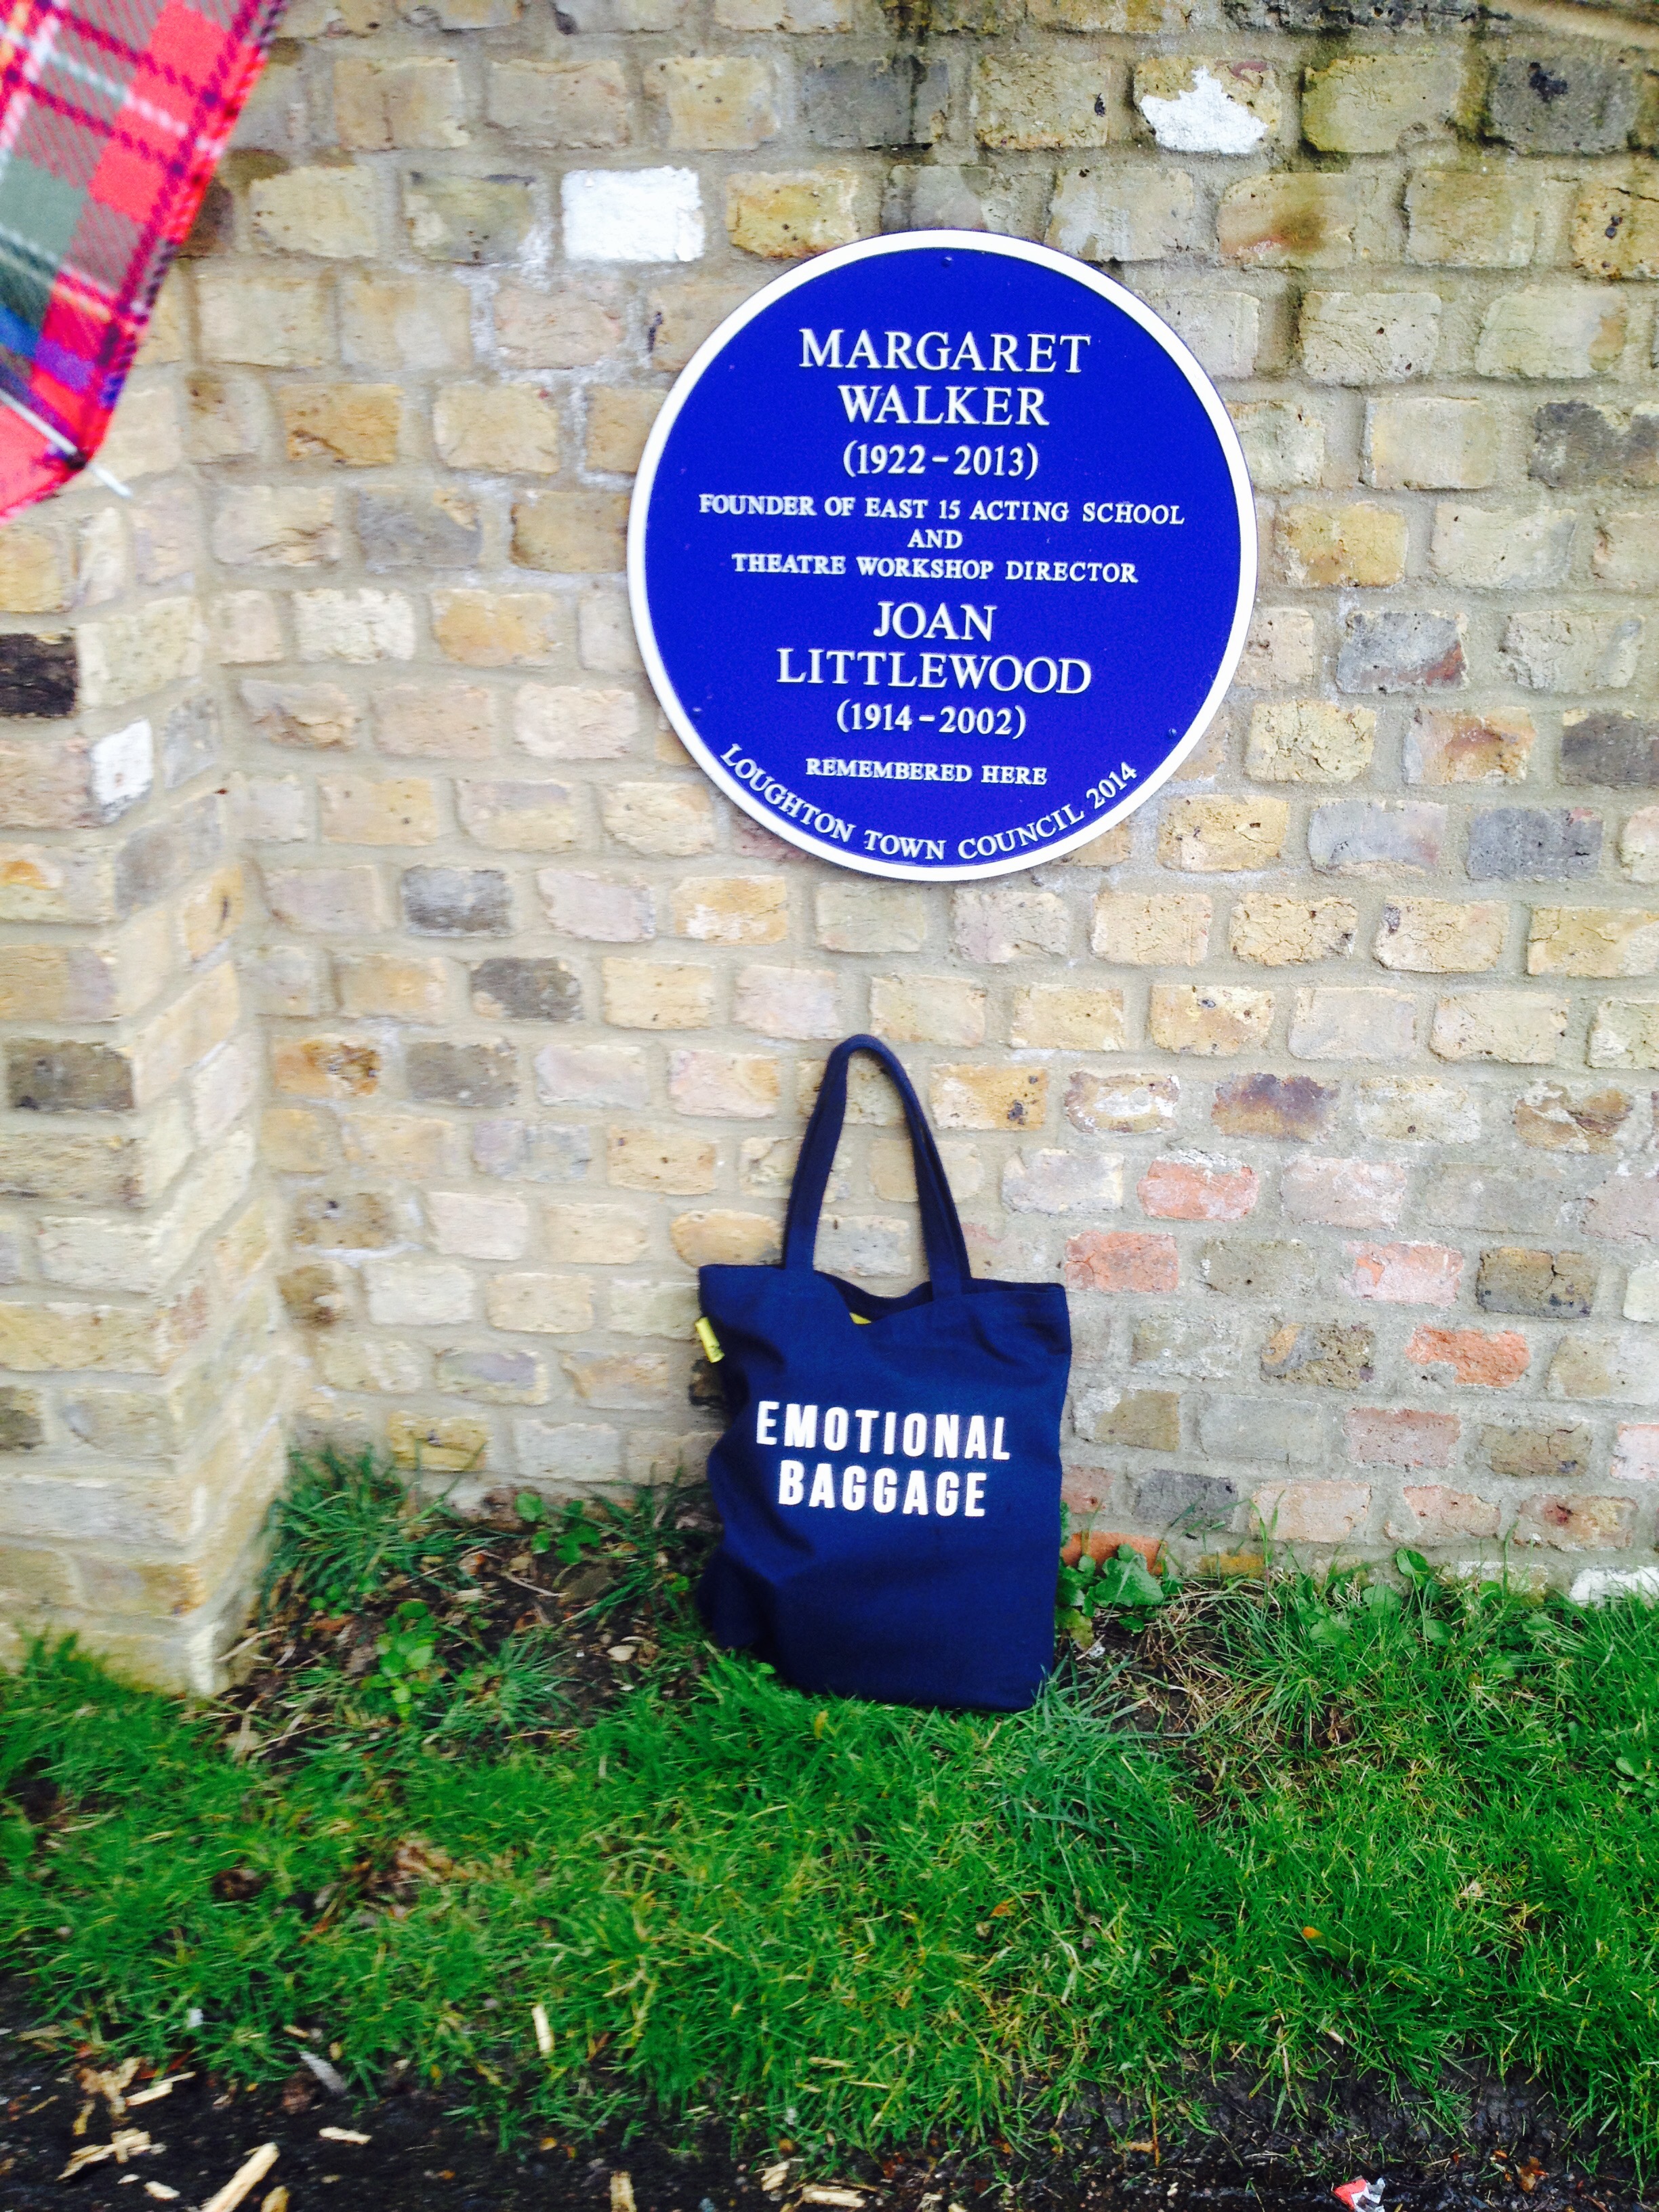 MARGARET
WALKER
(1922-2013)
FOUNDER OF EAST 15 ACTING SCHOOL
AND
THEATRE WORKSHOP DIRECTOR
JOAN
LITTLEWOOD
(1914-2002)
REMEMBERED HERE
LOUGHTON TOWN COUNCIL 2014
EMOTIONAL
BAGGAGE